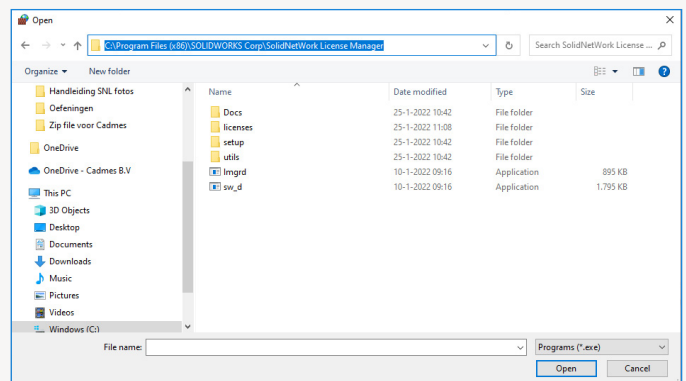 Open
C:\Program Files (x86)\SOLIDWORKS Corp\SolidNetWork License Manager
Search SolidNetWork License ...
Organize
New folder
Handleiding SNL fotos
Oefeningen
Zip file voor Cadmes
OneDrive
OneDrive - Cadmes B.V
This PC
3D Objects
Desktop
Documents
Downloads
Music
Pictures
Videos
Windows (C:)
Name Date modified Type Size
Docs 25-1-2022 10:42 File folder
licenses 25-1-2022 11:08 File folder
setup 25-1-2022 10:42 File folder
utils 25-1-2022 10:42 File folder
lmgrd 10-1-2022 09:16 Application 895 KB
sw_d 10-1-2022 09:16 Application 1.795 KB
File name:
Programs (*.exe)
Open Cancel